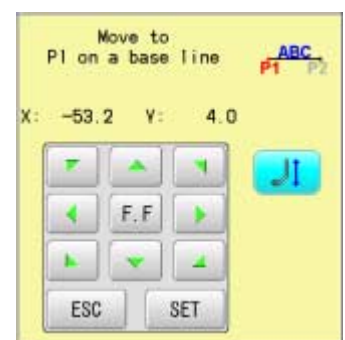 Move to
P1 on a base line
ABC
P1 P2
X: -53.2 Y: 4.0
F.F
ESC SET